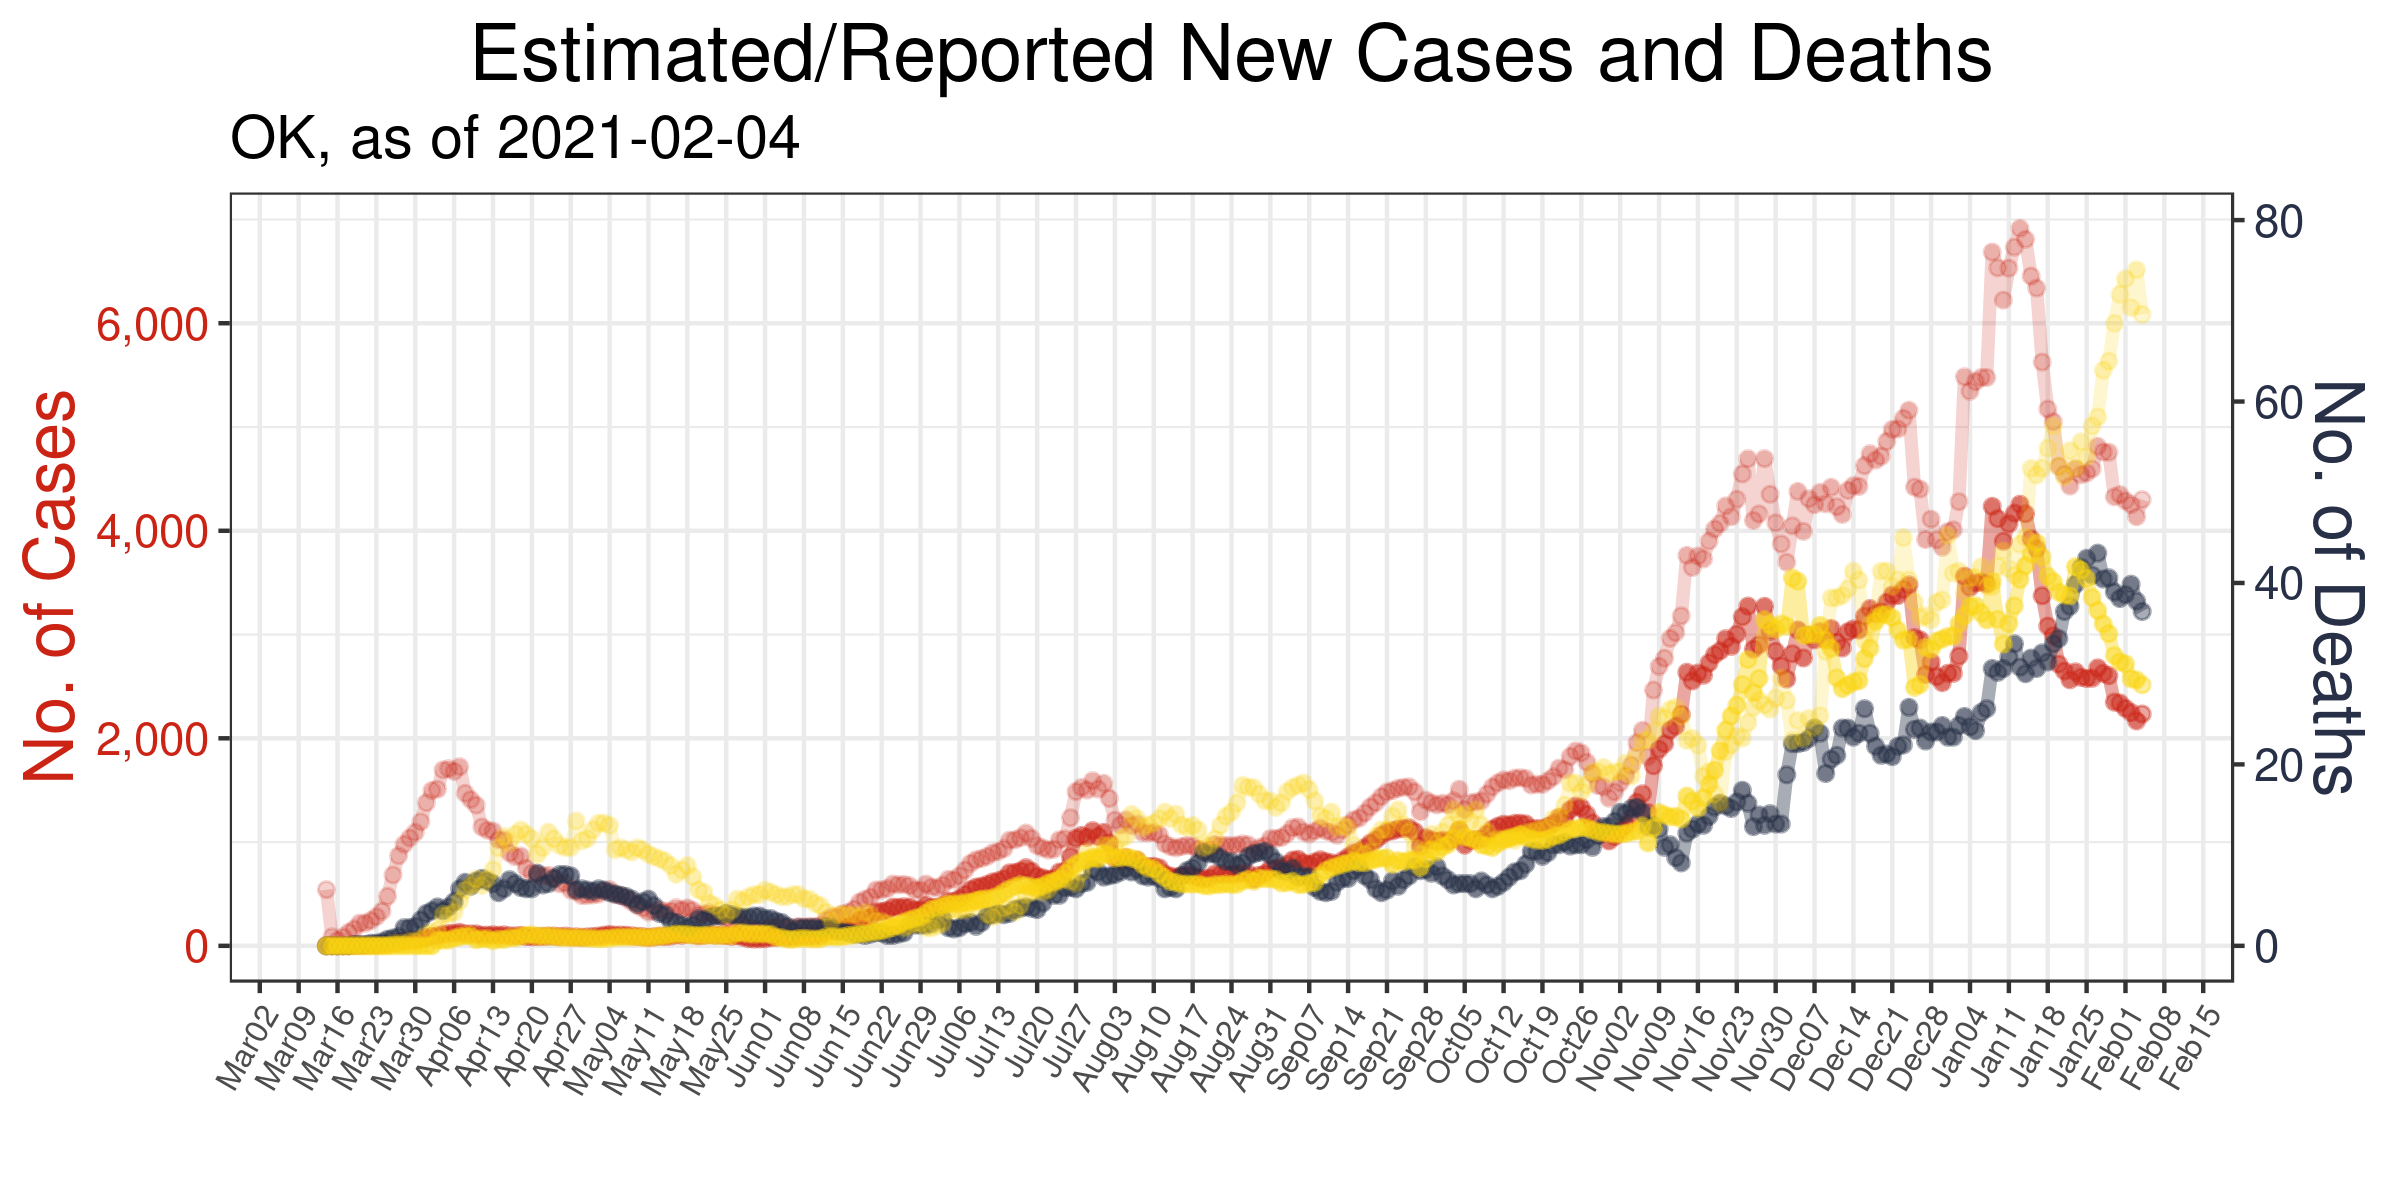 Estimated/Reported New Cases and Deaths
OK, as of 2021-02-04
No. of Cases
6,000
4,000
2,000
0
80
60
40
20
0
No. of Deaths
Mar02
Mar09
Mar16
Mar23
Mar30
Apr06
Apr13
Apr20
Apr27
May04
May11
May18
May25
Jun01
Jun08
Jun15
Jun22
Jun29
Jul06
Jul13
Jul20
Jul27
Aug03
Aug10
Aug17
Aug24
Aug31
Sep07
Sep14
Sep21
Sep28
Oct05
Oct12
Oct19
Oct26
Nov02
Nov09
Nov16
Nov23
Nov30
Dec07
Dec14
Dec21
Dec28
Jan04
Jan11
Jan18
Jan25
Feb01
Feb08
Feb15